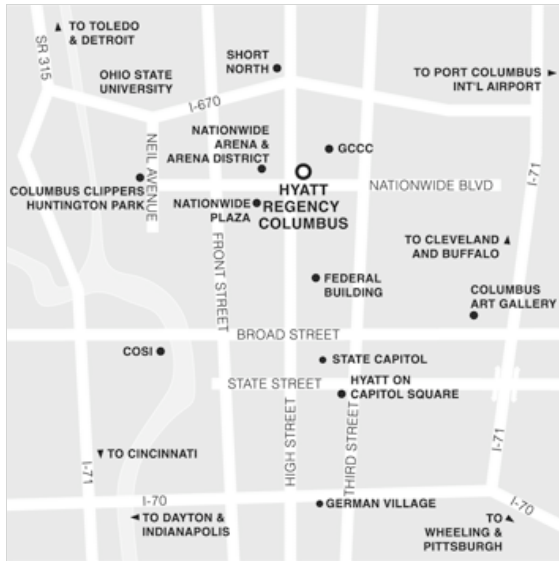 TO TOLEDO
& DETROIT
SR 315
SHORT
NORTH
OHIO STATE
UNIVERSITY
TO PORT COLUMBUS
INT'L AIRPORT
I-670
NEIL AVENUE
NATIONWIDE
ARENA &
ARENA DISTRICT
GCCC
I-71
COLUMBUS CLIPPERS
HUNTINGTON PARK
HYATT
REGENCY
COLUMBUS
NATIONWIDE BLVD
NATIONWIDE
PLAZA
FRONT STREET
TO CLEVELAND
AND BUFFALO
FEDERAL
BUILDING
COLUMBUS
ART GALLERY
BROAD STREET
COSI
STATE CAPITOL
STATE STREET
HYATT ON
CAPITOL SQUARE
HIGH STREET
THIRD STREET
I-71
TO CINCINNATI
I-71
I-70
GERMAN VILLAGE
I-70
TO DAYTON &
INDIANAPOLIS
TO
WHEELING &
PITTSBURGH